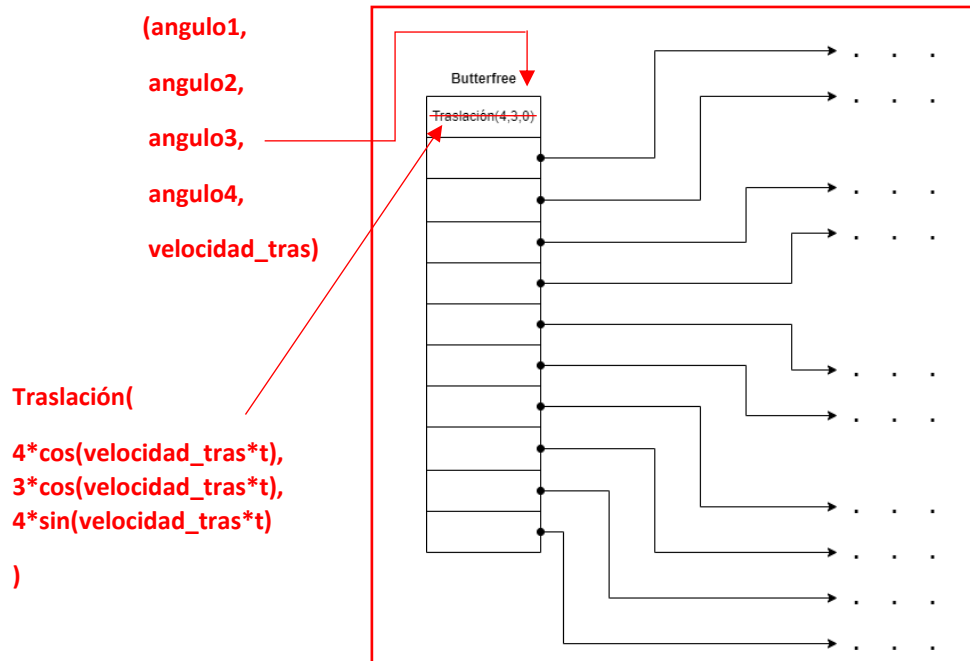 (angulo1,
angulo2,
angulo3,
angulo4,
velocidad_tras)
Butterfree
Traslación(4,3,0)
Traslación(
4*cos(velocidad_tras*t),
3*cos(velocidad_tras*t),
4*sin(velocidad_tras*t)
)
. . .
. . .
. . .
. . .
. . .
. . .
. . .
. . .
. . .
. . .